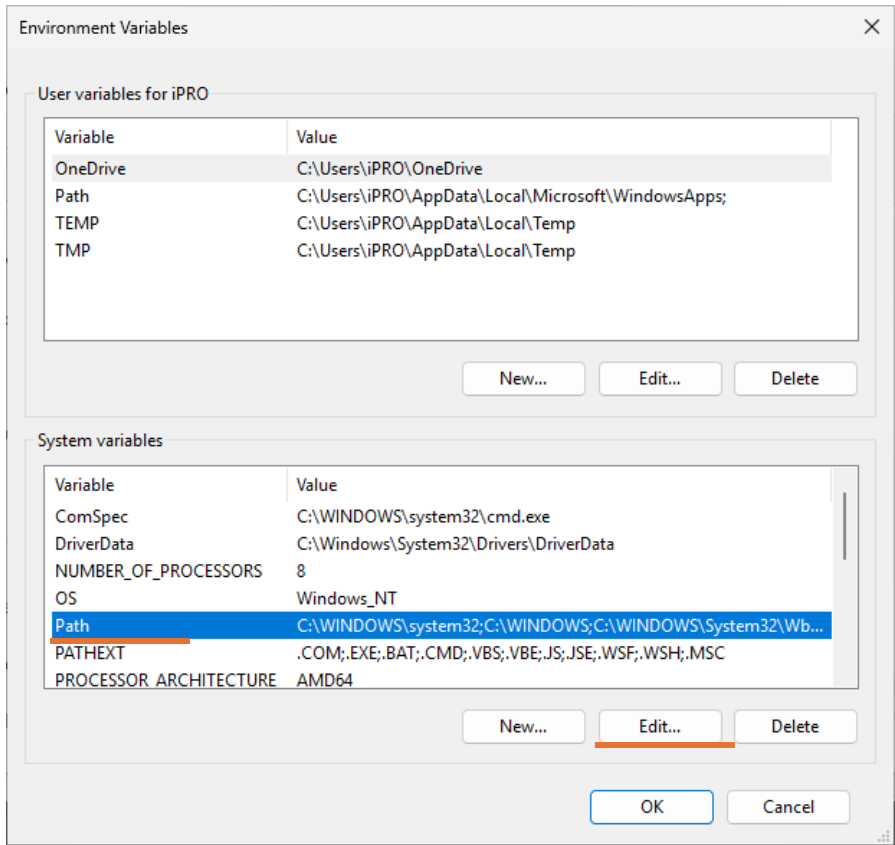 Environment Variables
User variables for iPRO
Variable Value
OneDrive C:\Users\iPRO\OneDrive
Path C:\Users\iPRO\AppData\Local\Microsoft\WindowsApps;
TEMP C:\Users\iPRO\AppData\Local\Temp
TMP C:\Users\iPRO\AppData\Local\Temp
New... Edit... Delete
System variables
Variable Value
ComSpec C:\WINDOWS\system32\cmd.exe
DriverData C:\Windows\System32\Drivers\DriverData
NUMBER_OF_PROCESSORS 8
OS Windows_NT
Path C:\WINDOWS\system32;C:\WINDOWS;C:\WINDOWS\System32\Wb...
PATHEXT .COM;.EXE;.BAT;.CMD;.VBS;.VBE;.JS;.JSE;.WSF;.WSH;.MSC
PROCESSOR_ARCHITECTURE AMD64
New... Edit... Delete
OK Cancel